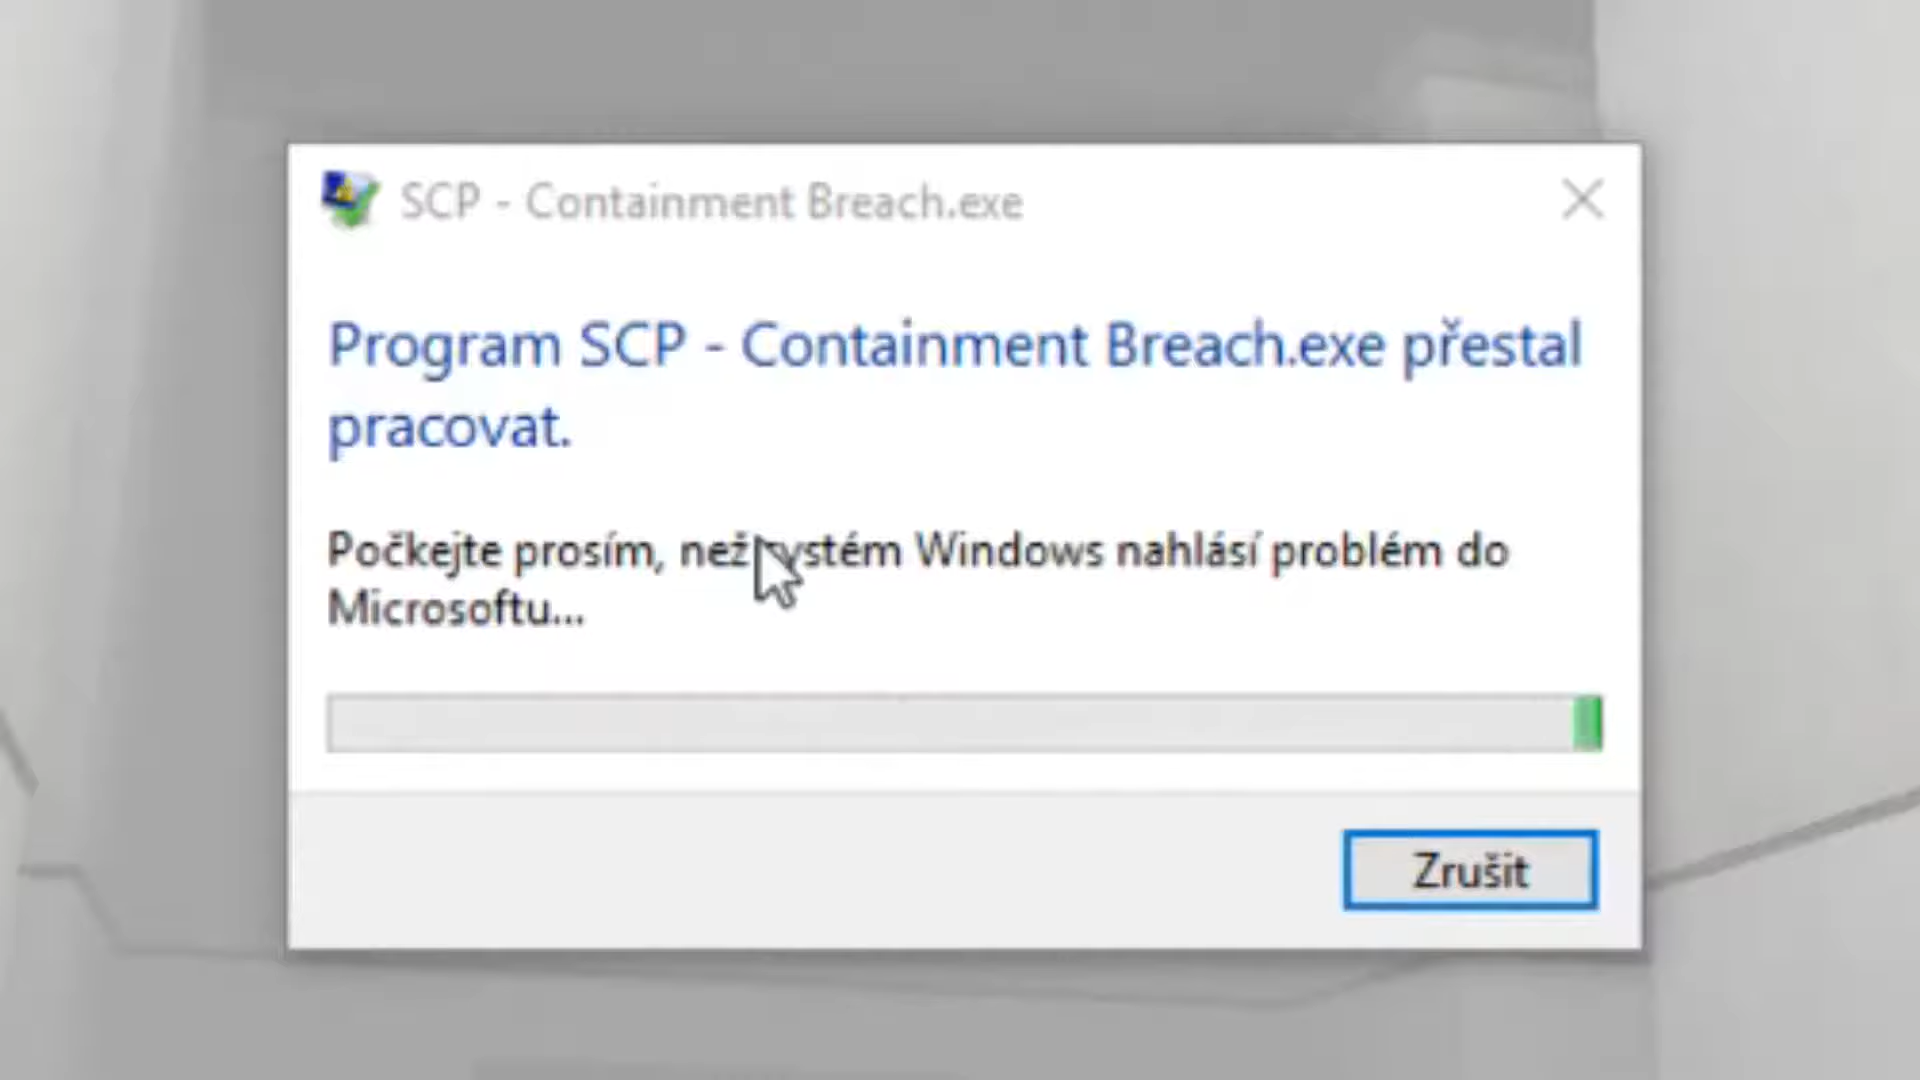 SCP - Containment Breach.exe
Program SCP - Containment Breach.exe přestal
pracovat.
Počkejte prosím, než systém Windows nahlásí problém do
Microsoftu...
Zrušit